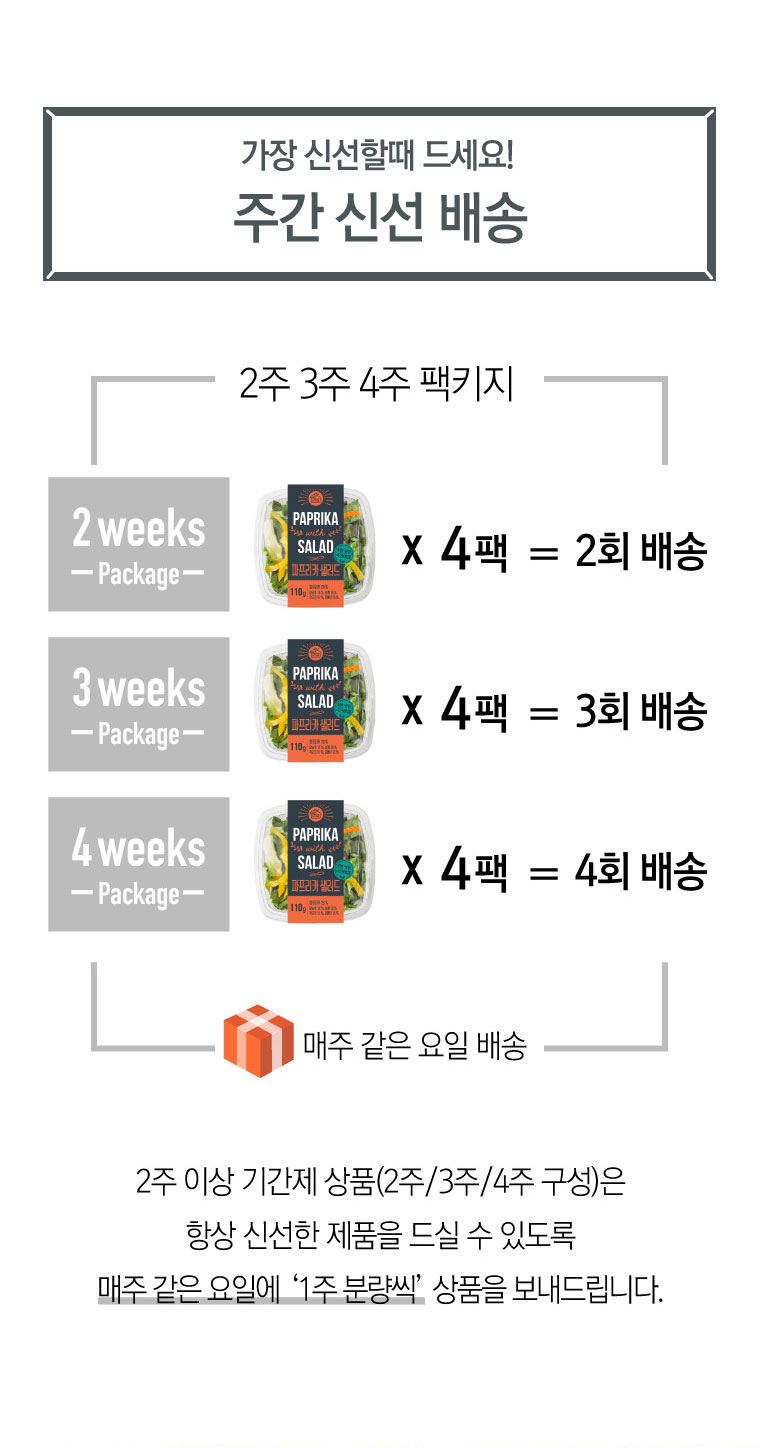 가장 신선할때 드세요!
주간 신선 배송
2주 3주 4주 팩키지
2 weeks
Package
PAPRIKA
with
SALAD
파프리카 샐러드
110g
x 4팩 = 2회 배송
3 weeks
Package
PAPRIKA
with
SALAD
파프리카 샐러드
110g
x 4팩 = 3회 배송
4 weeks
Package
PAPRIKA
with
SALAD
파프리카 샐러드
110g
x 4팩 = 4회 배송
매주 같은 요일 배송
2주 이상 기간제 상품(2주/3주/4주 구성)은
항상 신선한 제품을 드실 수 있도록
매주 같은 요일에 ‘1주 분량씩’ 상품을 보내드립니다.